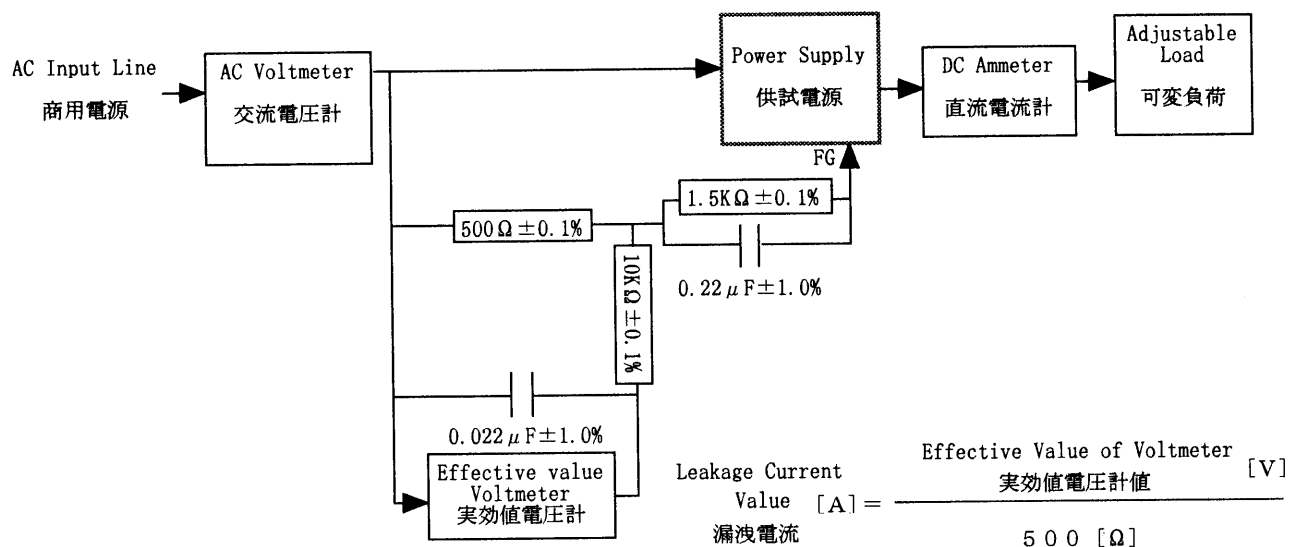 AC Input Line
商用電源
AC Voltmeter
交流電圧計
Power Supply
供試電源
DC Ammeter
直流電流計
Adjustable
Load
可変負荷
FG
1.5KΩ±0.1%
500Ω±0.1%
10KΩ±0.1%
0.22μF±1.0%
0.022μF±1.0%
Effective value
Voltmeter
実効値電圧計
Leakage Current
Value [A]=
漏洩電流
Effective Value of Voltmeter
実効値電圧計値 [V]
500 [Ω]